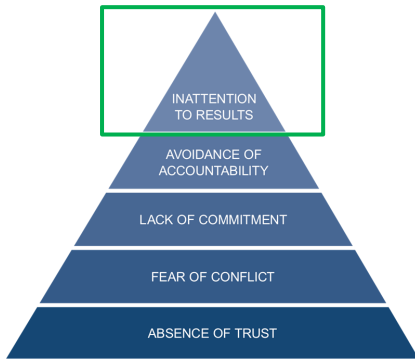 INATTENTION
TO RESULTS
AVOIDANCE OF
ACCOUNTABILITY
LACK OF COMMITMENT
FEAR OF CONFLICT
ABSENCE OF TRUST